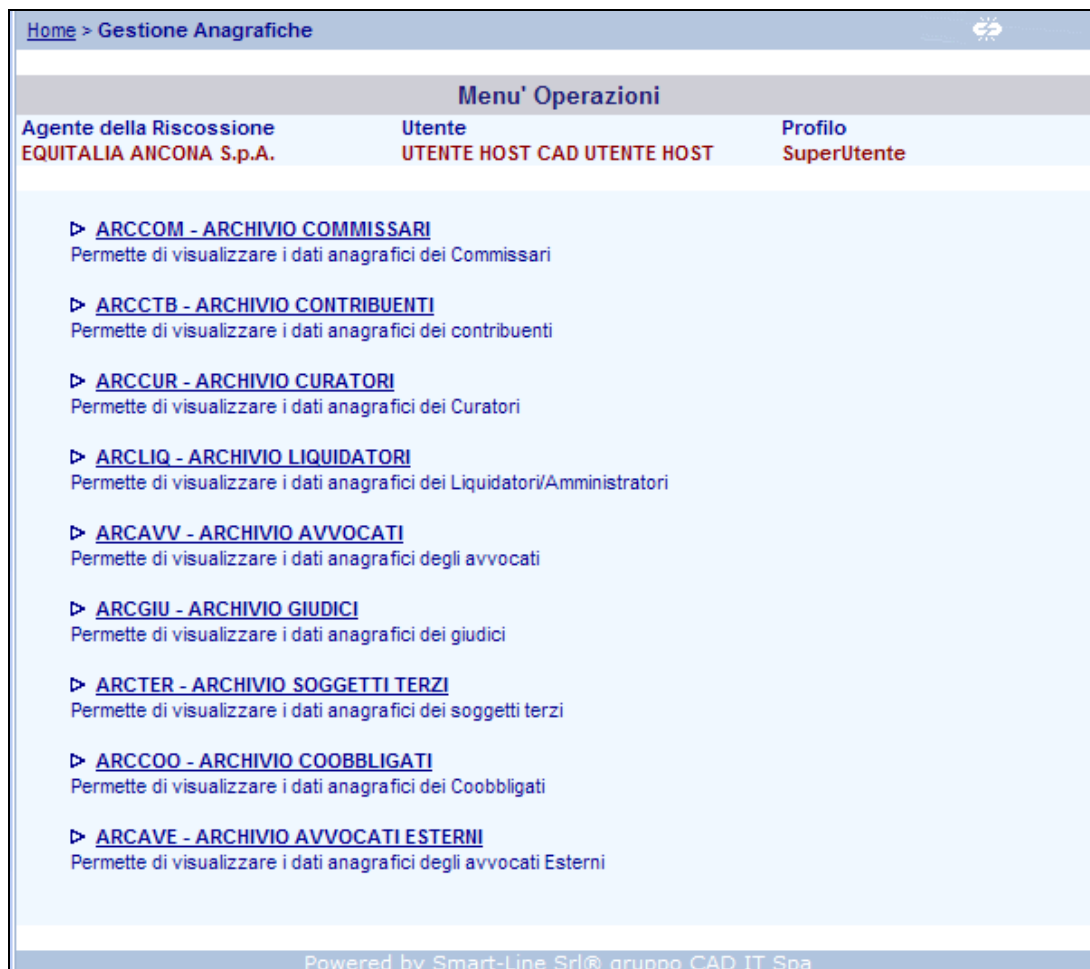 Home > Gestione Anagrafiche
Menu' Operazioni
Agente della Riscossione Utente Profilo
EQUITALIA ANCONA S.p.A. UTENTE HOST CAD UTENTE HOST SuperUtente
ARCCOM - ARCHIVIO COMMISSARI
Permette di visualizzare i dati anagrafici dei Commissari
ARCCTB - ARCHIVIO CONTRIBUENTI
Permette di visualizzare i dati anagrafici dei contribuenti
ARCCUR - ARCHIVIO CURATORI
Permette di visualizzare i dati anagrafici dei Curatori
ARCLIQ - ARCHIVIO LIQUIDATORI
Permette di visualizzare i dati anagrafici dei Liquidatori/Amministratori
ARCAVV - ARCHIVIO AVVOCATI
Permette di visualizzare i dati anagrafici degli avvocati
ARCGIU - ARCHIVIO GIUDICI
Permette di visualizzare i dati anagrafici dei giudici
ARCTER - ARCHIVIO SOGGETTI TERZI
Permette di visualizzare i dati anagrafici dei soggetti terzi
ARCCOO - ARCHIVIO COOBBLIGATI
Permette di visualizzare i dati anagrafici dei Coobbligati
ARCAVE - ARCHIVIO AVVOCATI ESTERNI
Permette di visualizzare i dati anagrafici degli avvocati Esterni
Powered by Smart-Line Srl® gruppo CAD IT Spa